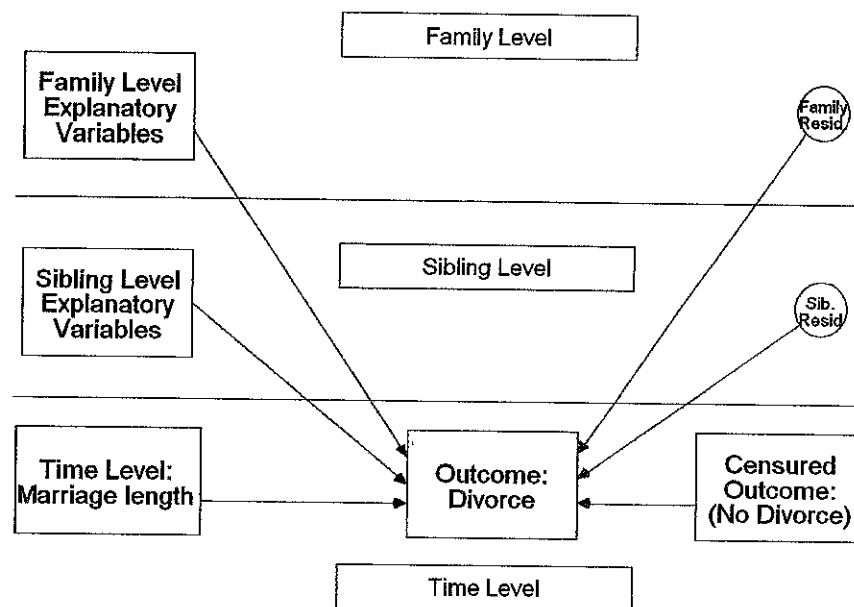 Family Level
Family Level
Explanatory
Variables
Family
Resid.
Sibling Level
Sibling Level
Explanatory
Variables
Sib.
Resid
Time Level:
Marriage length
Outcome:
Divorce
Censured
Outcome:
(No Divorce)
Time Level